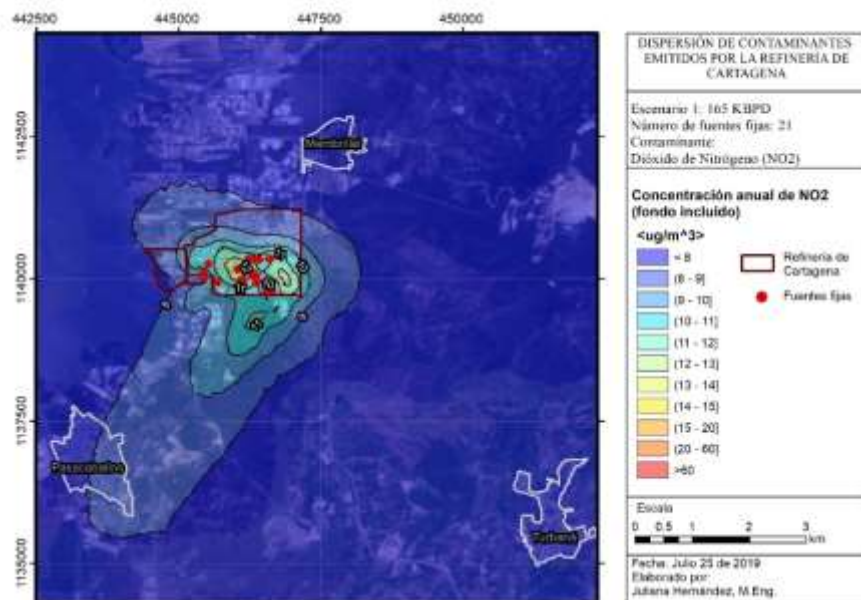 442500 445000 447500 450000
1142500
1140000
1137500
1135000
Membrillal
Pasacaballos
Turbana
DISPERSIÓN DE CONTAMINANTES
EMITIDOS POR LA REFINERÍA DE
CARTAGENA
Escenario 1: 165 KBPD
Número de fuentes fijas: 21
Contaminante:
Dióxido de Nitrógeno (NO2)
Concentración anual de NO2
(fondo incluido)
<ug/m^3>
< 8
(8 - 9]
(9 - 10]
(10 - 11]
(11 - 12]
(12 - 13]
(13 - 14]
(14 - 15]
(15 - 20]
(20 - 60]
>60
Refinería de
Cartagena
Fuentes fijas
Escala
0 0.5 1 2 3
km
Fecha: Julio 25 de 2019
Elaborado por:
Juliana Hernández, M.Eng.